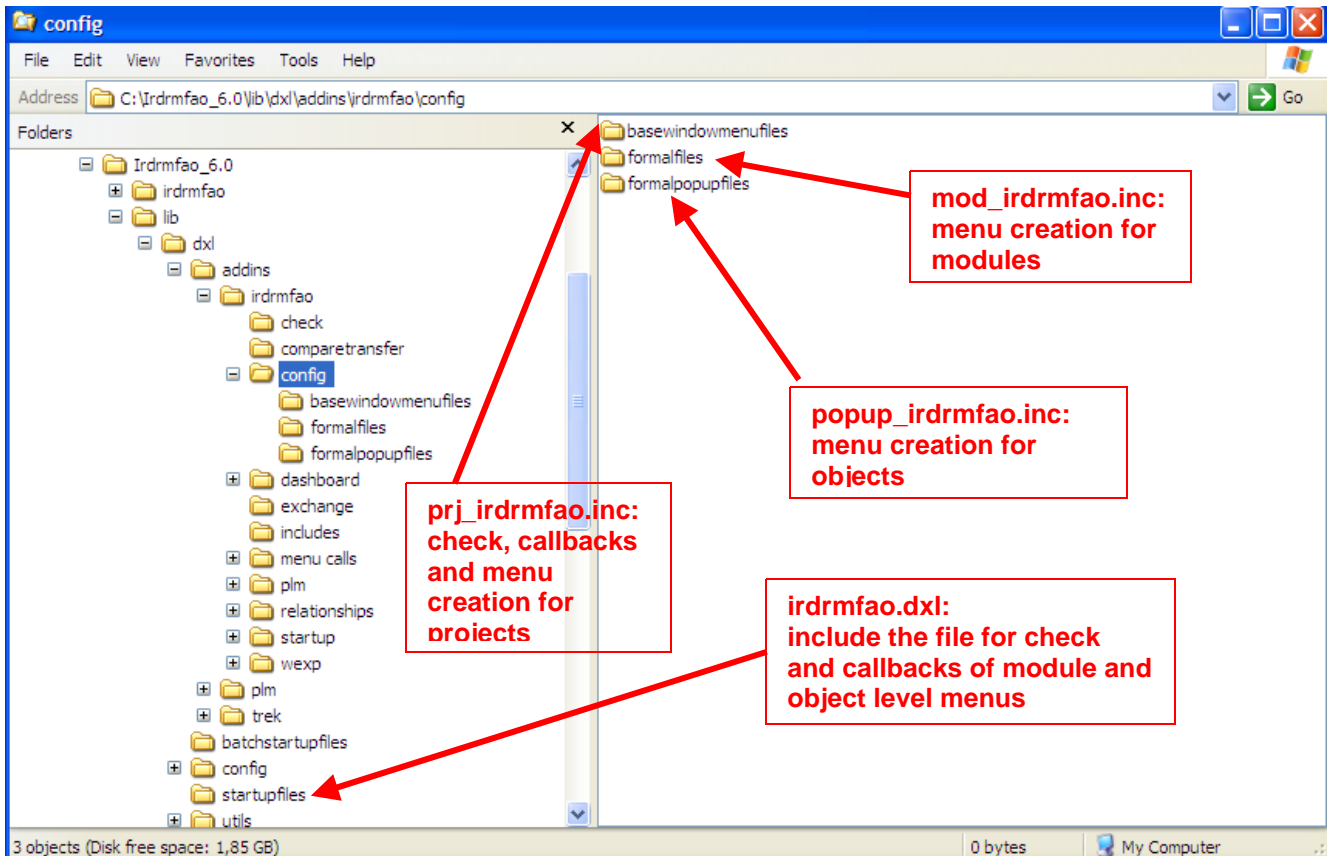 config
File Edit View Favorites Tools Help
Address C:\Irdrmfao_6.0\lib\dxl\addins\irdrmfao\config Go
Folders x
Irdrmfao_6.0
irdrmfao
lib
dxl
addins
irdrmfao
check
comparetransfer
config
basewindowmenufiles
formalfiles
formalpopupfiles
dashboard
exchange
includes
menu calls
plm
relationships
startup
wexp
plm
trek
batchstartupfiles
config
startupfiles
utils
basewindowmenufiles
formalfiles
formalpopupfiles
mod_irdrmfao.inc:
menu creation for
modules
popup_irdrmfao.inc:
menu creation for
objects
prj_irdrmfao.inc:
check, callbacks
and menu
creation for
projects
irdrmfao.dxl:
include the file for check
and callbacks of module and
object level menus
3 objects (Disk free space: 1,85 GB) 0 bytes My Computer